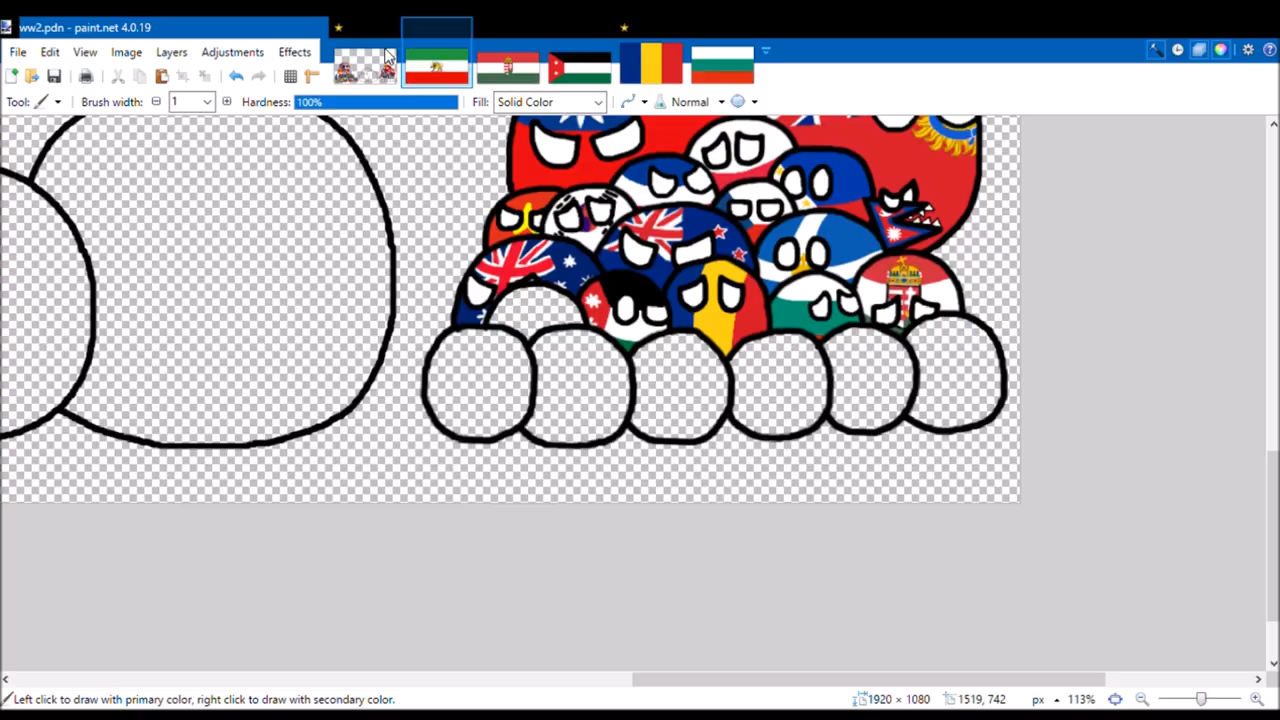 ww2.pdn - paint.net 4.0.19
File Edit View Image Layers Adjustments Effects
Tool: Brush width: 1 Hardness: 100% Fill: Solid Color Normal
Left click to draw with primary color, right click to draw with secondary color. 1920 × 1080 1519, 742 px 113%